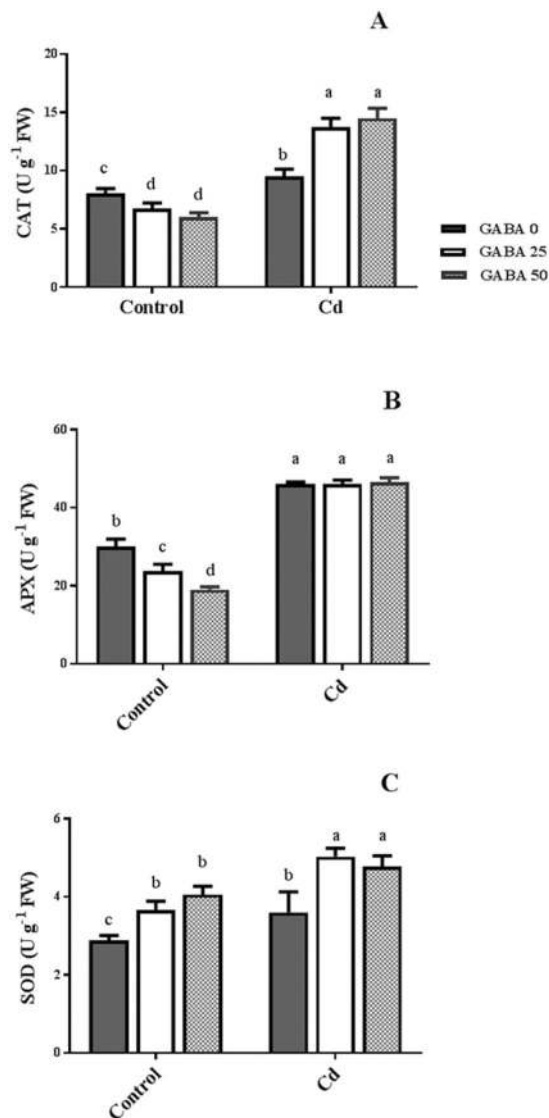 A
20
15
10
5
0
CAT (U g⁻¹ FW)
c
d
d
b
a
a
Control
Cd
GABA 0
GABA 25
GABA 50
B
60
40
20
0
APX (U g⁻¹ FW)
b
c
d
a
a
a
Control
Cd
C
6
4
2
0
SOD (U g⁻¹ FW)
c
b
b
b
a
a
Control
Cd